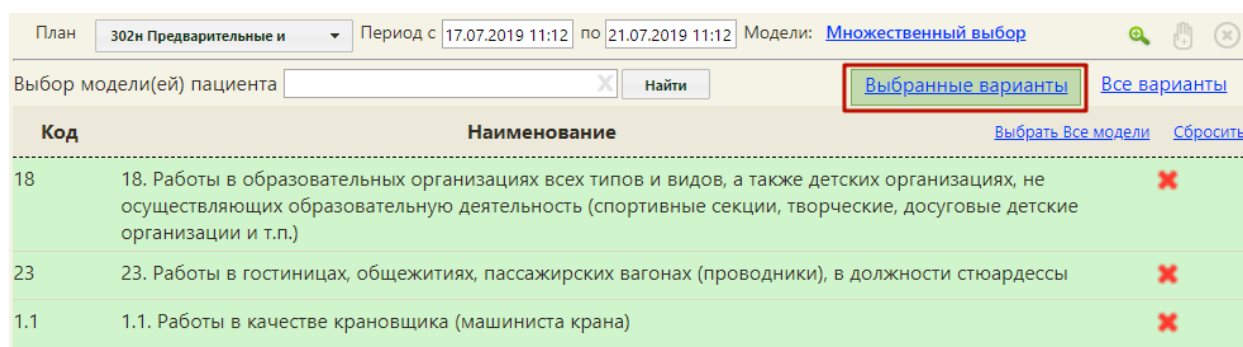 План 302н Предварительные и Период с 17.07.2019 11:12 по 21.07.2019 11:12 Модели: Множественный выбор
Выбор модели(ей) пациента Найти Выбранные варианты Все варианты
Код Наименование Выбрать Все модели Сбросить
18 18. Работы в образовательных организациях всех типов и видов, а также детских организациях, не
осуществляющих образовательную деятельность (спортивные секции, творческие, досуговые детские
организации и т.п.)
23 23. Работы в гостиницах, общежитиях, пассажирских вагонах (проводники), в должности стюардессы
1.1 1.1. Работы в качестве крановщика (машиниста крана)